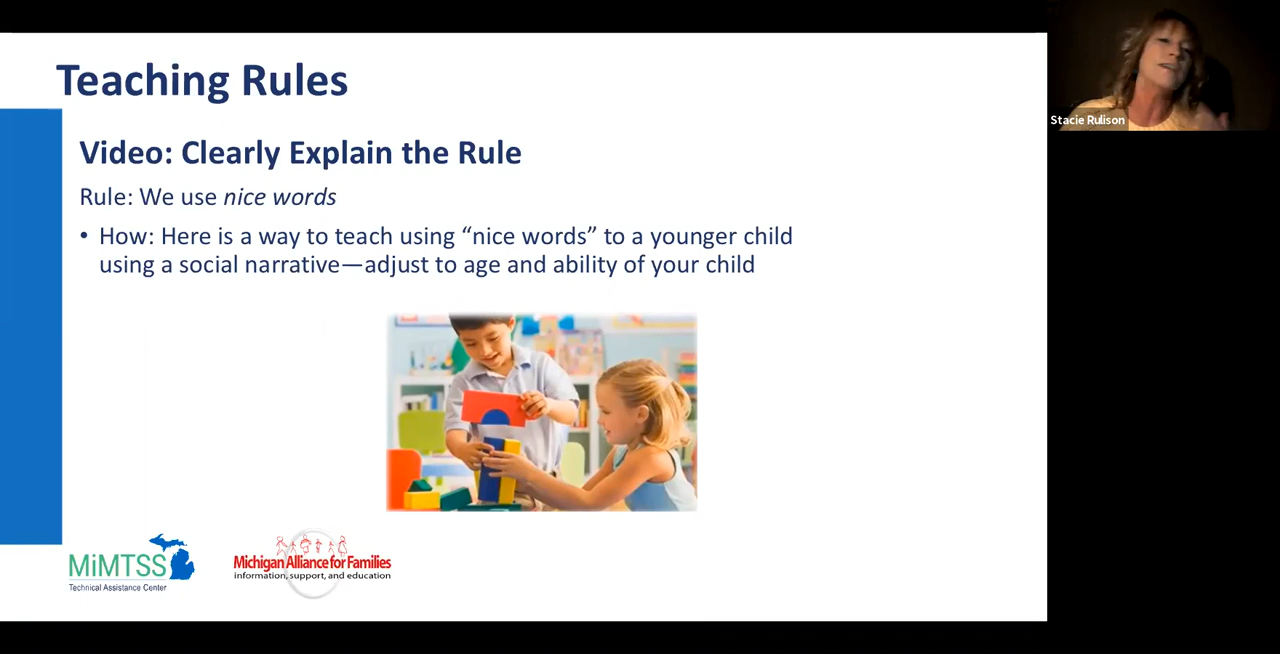 Teaching Rules
Stacie Rulison
Video: Clearly Explain the Rule
Rule: We use nice words
• How: Here is a way to teach using “nice words” to a younger child
using a social narrative—adjust to age and ability of your child
MiMTSS
Technical Assistance Center
Michigan Alliance for Families
information, support, and education